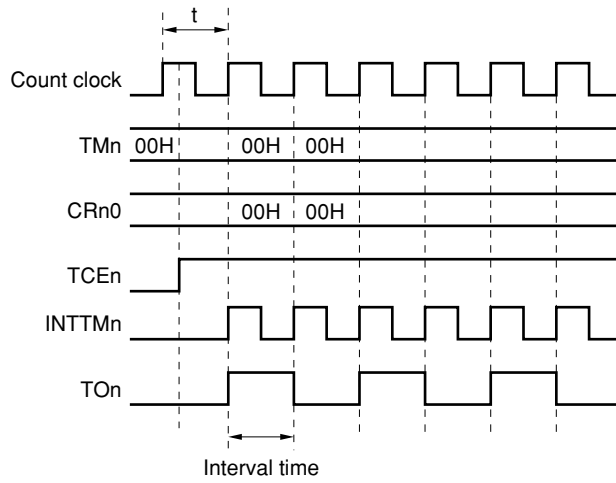 t
Count clock
TMn 00H 00H 00H
CRn0 00H 00H
TCEn
INTTMn
TOn
Interval time